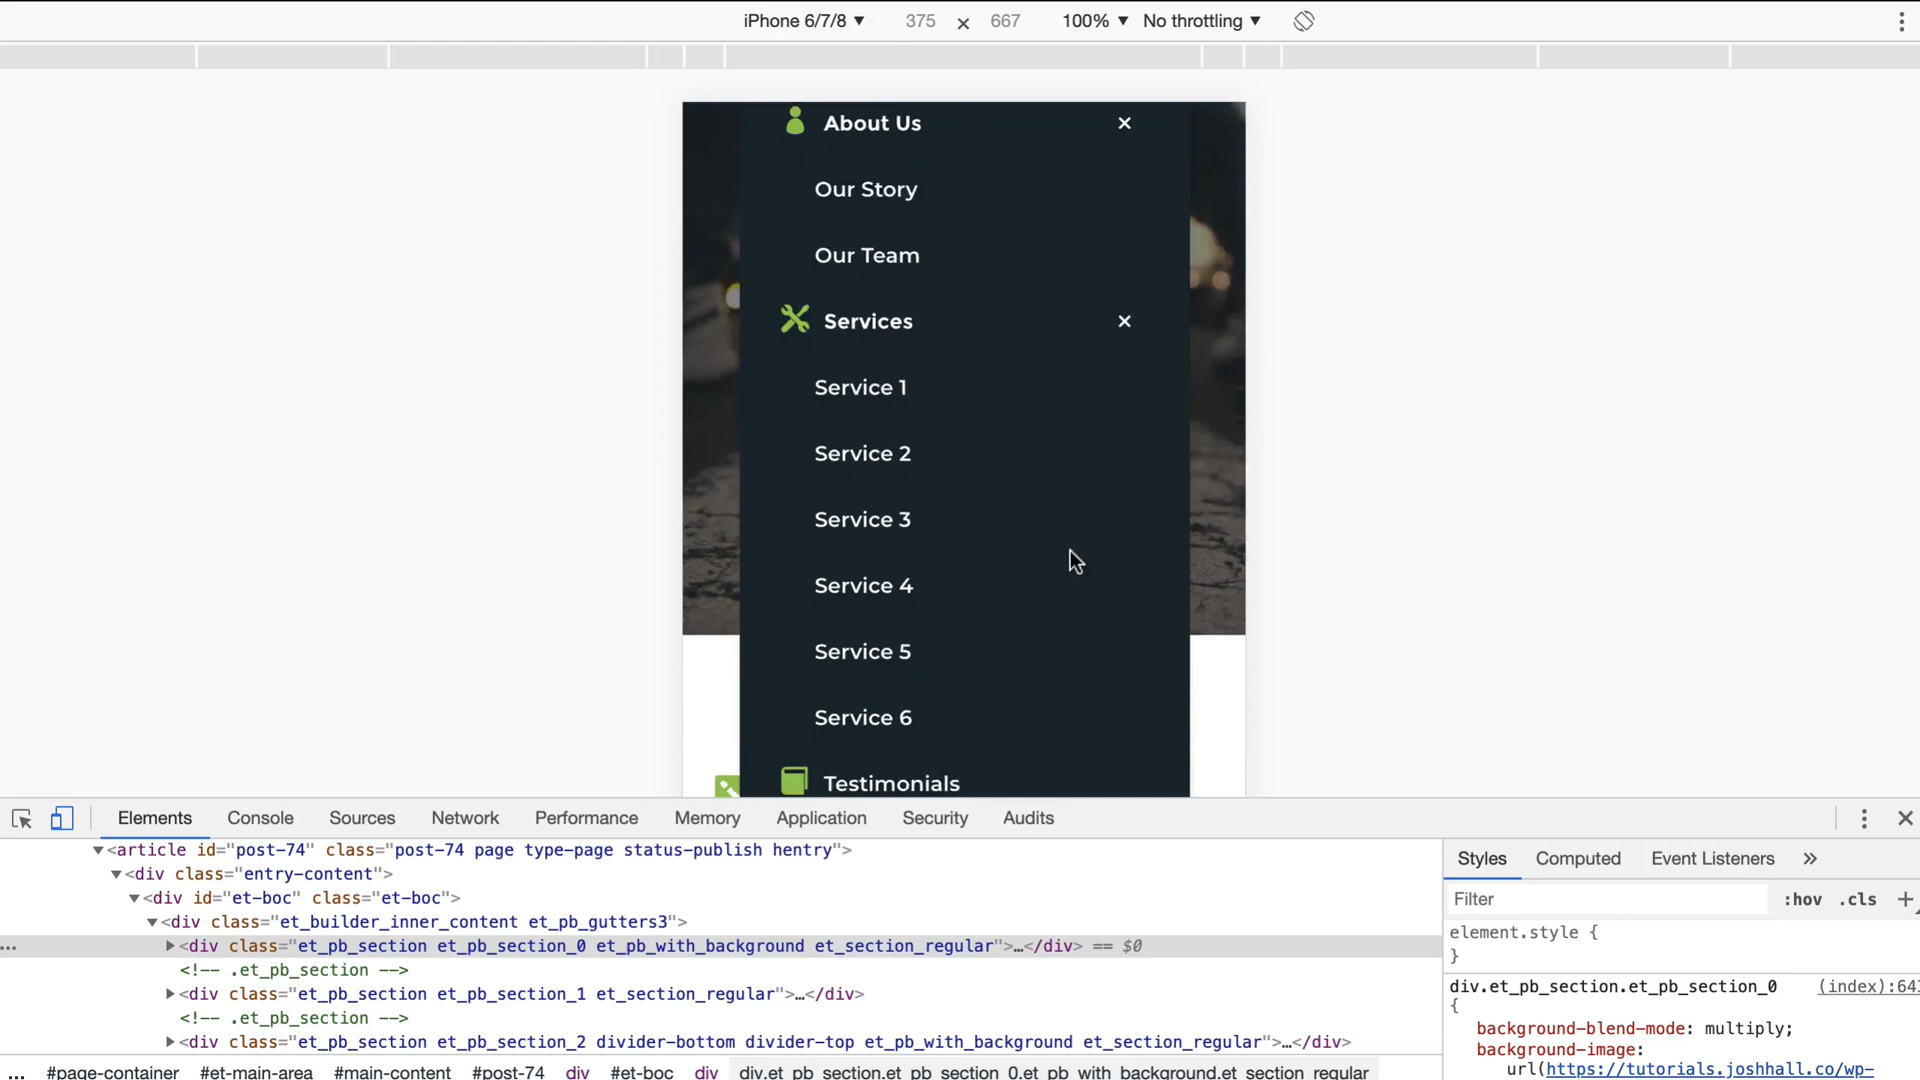 iPhone 6/7/8 ▼ 375 × 667 100% ▼ No throttling ▼
About Us ×
Our Story
Our Team
Services ×
Service 1
Service 2
Service 3
Service 4
Service 5
Service 6
Testimonials
Elements Console Sources Network Performance Memory Application Security Audits
▼<article id="post-74" class="post-74 page type-page status-publish hentry">
▼<div class="entry-content">
▼<div id="et-boc" class="et-boc">
▼<div class="et_builder_inner_content et_pb_gutters3">
… ▶<div class="et_pb_section et_pb_section_0 et_pb_with_background et_section_regular">…</div> == $0
<!-- .et_pb_section -->
▶<div class="et_pb_section et_pb_section_1 et_section_regular">…</div>
<!-- .et_pb_section -->
▶<div class="et_pb_section et_pb_section_2 divider-bottom divider-top et_pb_with_background et_section_regular">…</div>
… #page-container #et-main-area #main-content #post-74 div #et-boc div div.et_pb_section.et_pb_section_0.et_pb_with_background.et_section_regular
Styles Computed Event Listeners »
Filter :hov .cls +
element.style {
}
div.et_pb_section.et_pb_section_0 (index):643
{
background-blend-mode: multiply;
background-image:
url(https://tutorials.joshhall.co/wp-